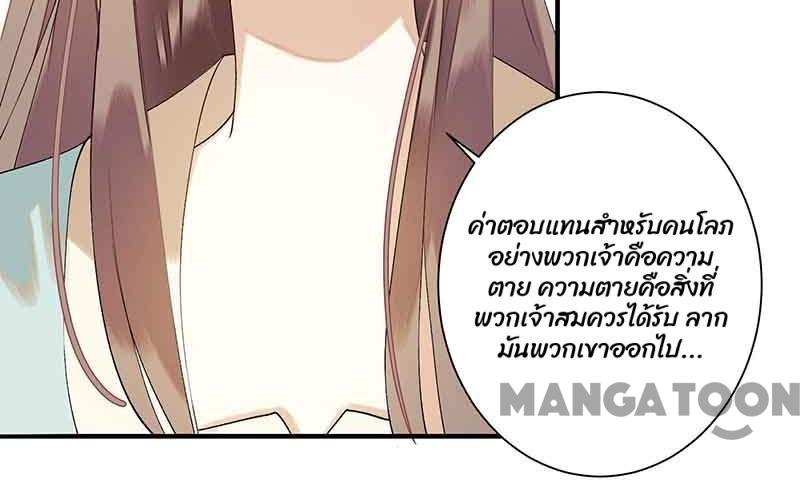 ค่าตอบแทนสำหรับคนโลภ
อย่างพวกเจ้าคือความ
ตาย ความตายคือสิ่งที่
พวกเจ้าสมควรได้รับ ลาก
มันพวกเขาออกไป...
MANGATOON